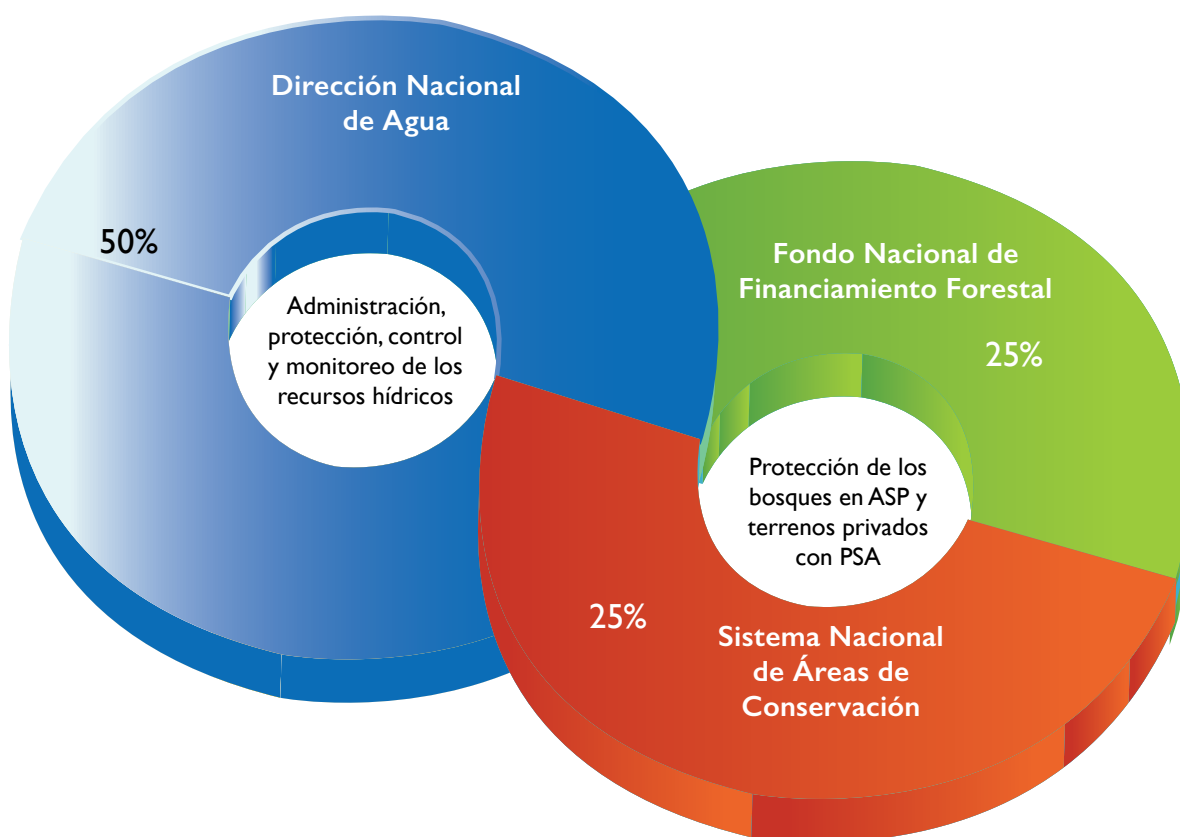 Dirección Nacional
de Agua
50%
Administración,
protección, control
y monitoreo de los
recursos hídricos
Fondo Nacional de
Financiamiento Forestal
25%
Protección de los
bosques en ASP y
terrenos privados
con PSA
25%
Sistema Nacional
de Áreas de
Conservación